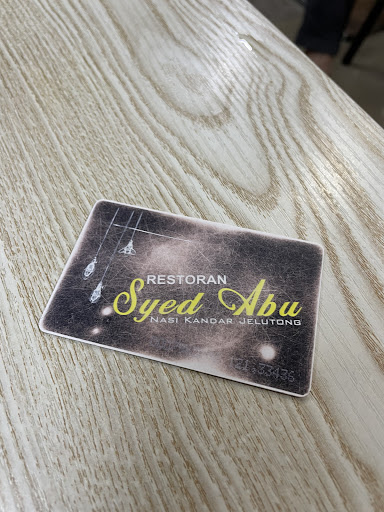 RESTORAN
Syed Abu
NASI KANDAR JELUTONG